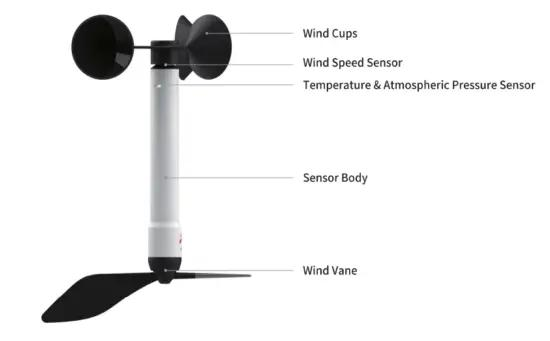 Wind Cups
Wind Speed Sensor
Temperature & Atmospheric Pressure Sensor
Sensor Body
Wind Vane